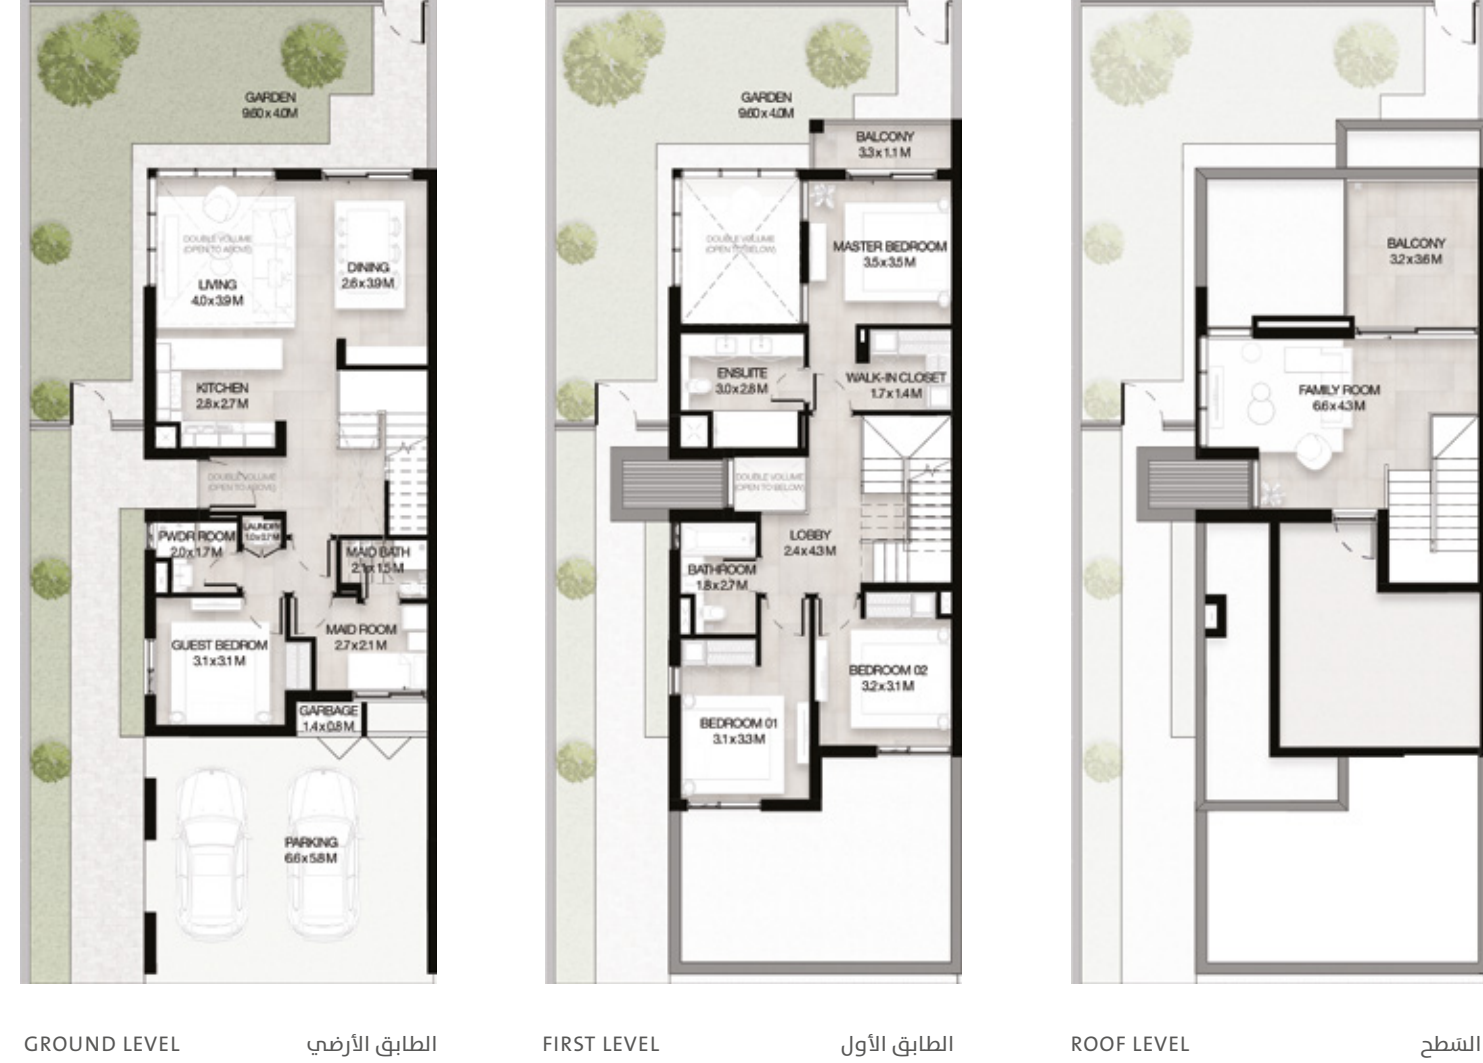 GARDEN
9.60 x 4.0M
DOUBLE VOLUME
(OPEN TO ABOVE)
LIVING
4.0 x 3.9 M
DINING
2.6 x 3.9 M
KITCHEN
2.8 x 2.7 M
DOUBLE VOLUME
(OPEN TO ABOVE)
PWDR ROOM
2.0 x 1.7 M
LAUNDRY
1.0 x 0.7 M
MAID BATH
2.1 x 1.5 M
GUEST BEDROM
3.1 x 3.1 M
MAID ROOM
2.7 x 2.1 M
GARBAGE
1.4 x 0.8 M
PARKING
6.6 x 5.8 M
GROUND LEVEL
الطابق الأرضي
GARDEN
9.60 x 4.0M
BALCONY
3.3 x 1.1 M
DOUBLE VOLUME
(OPEN TO BELOW)
MASTER BEDROOM
3.5 x 3.5 M
ENSUITE
3.0 x 2.8 M
WALK-IN CLOSET
1.7 x 1.4 M
DOUBLE VOLUME
(OPEN TO BELOW)
LOBBY
2.4 x 4.3 M
BATHROOM
1.8 x 2.7 M
BEDROOM 02
3.2 x 3.1 M
BEDROOM 01
3.1 x 3.3 M
FIRST LEVEL
الطابق الأول
BALCONY
3.2 x 3.6 M
FAMILY ROOM
6.6 x 4.3 M
ROOF LEVEL
السَطح